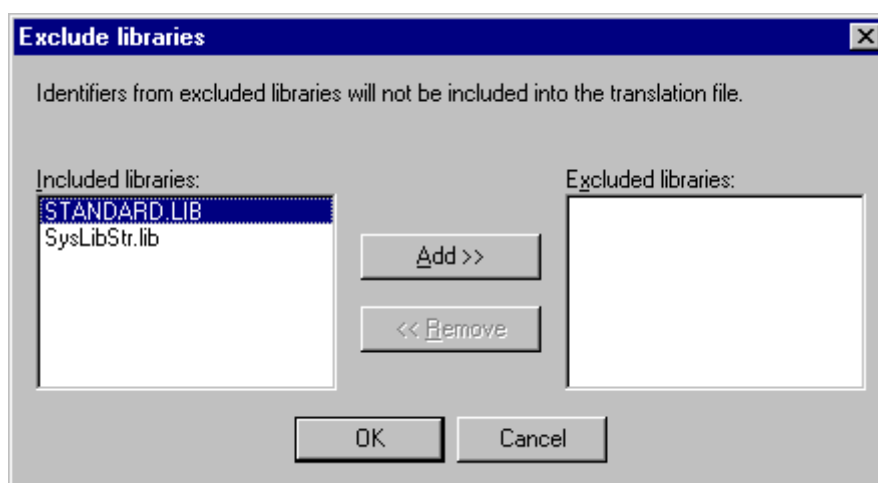 Exclude libraries
Identifiers from excluded libraries will not be included into the translation file.
Included libraries:
Excluded libraries:
STANDARD.LIB
SysLibStr.lib
Add >>
<< Remove
OK
Cancel